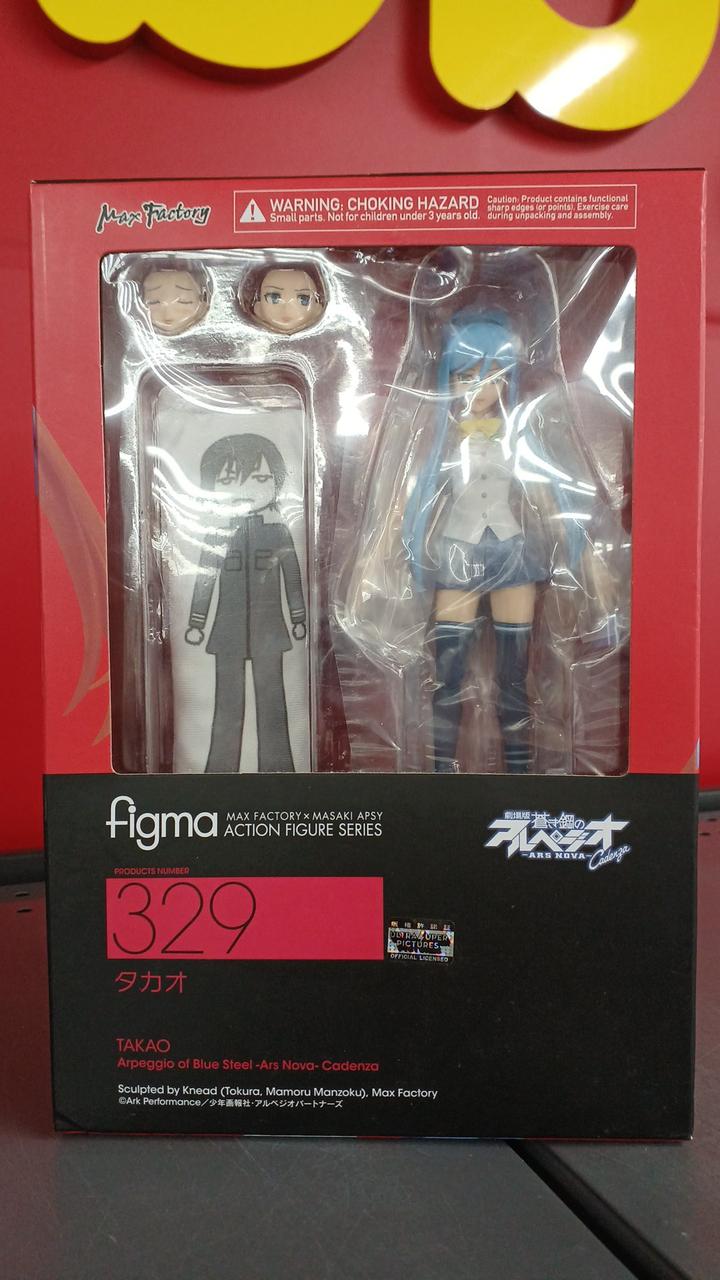 Max Factory
WARNING: CHOKING HAZARD
Small parts. Not for children under 3 years old.
Caution: Product contains functional
sharp edges (or points). Exercise care
during unpacking and assembly.
figma
MAX FACTORY×MASAKI APSY
ACTION FIGURE SERIES
劇場版 蒼き鋼の
アルペジオ
-ARS NOVA-
Cadenza
PRODUCTS NUMBER
329
ULTRA SUPER
PICTURES
OFFICIAL LICENSED
タカオ
TAKAO
Arpeggio of Blue Steel -Ars Nova- Cadenza
Sculpted by Knead (Tokura, Mamoru Manzoku), Max Factory
©Ark Performance／少年画報社・アルペジオパートナーズ